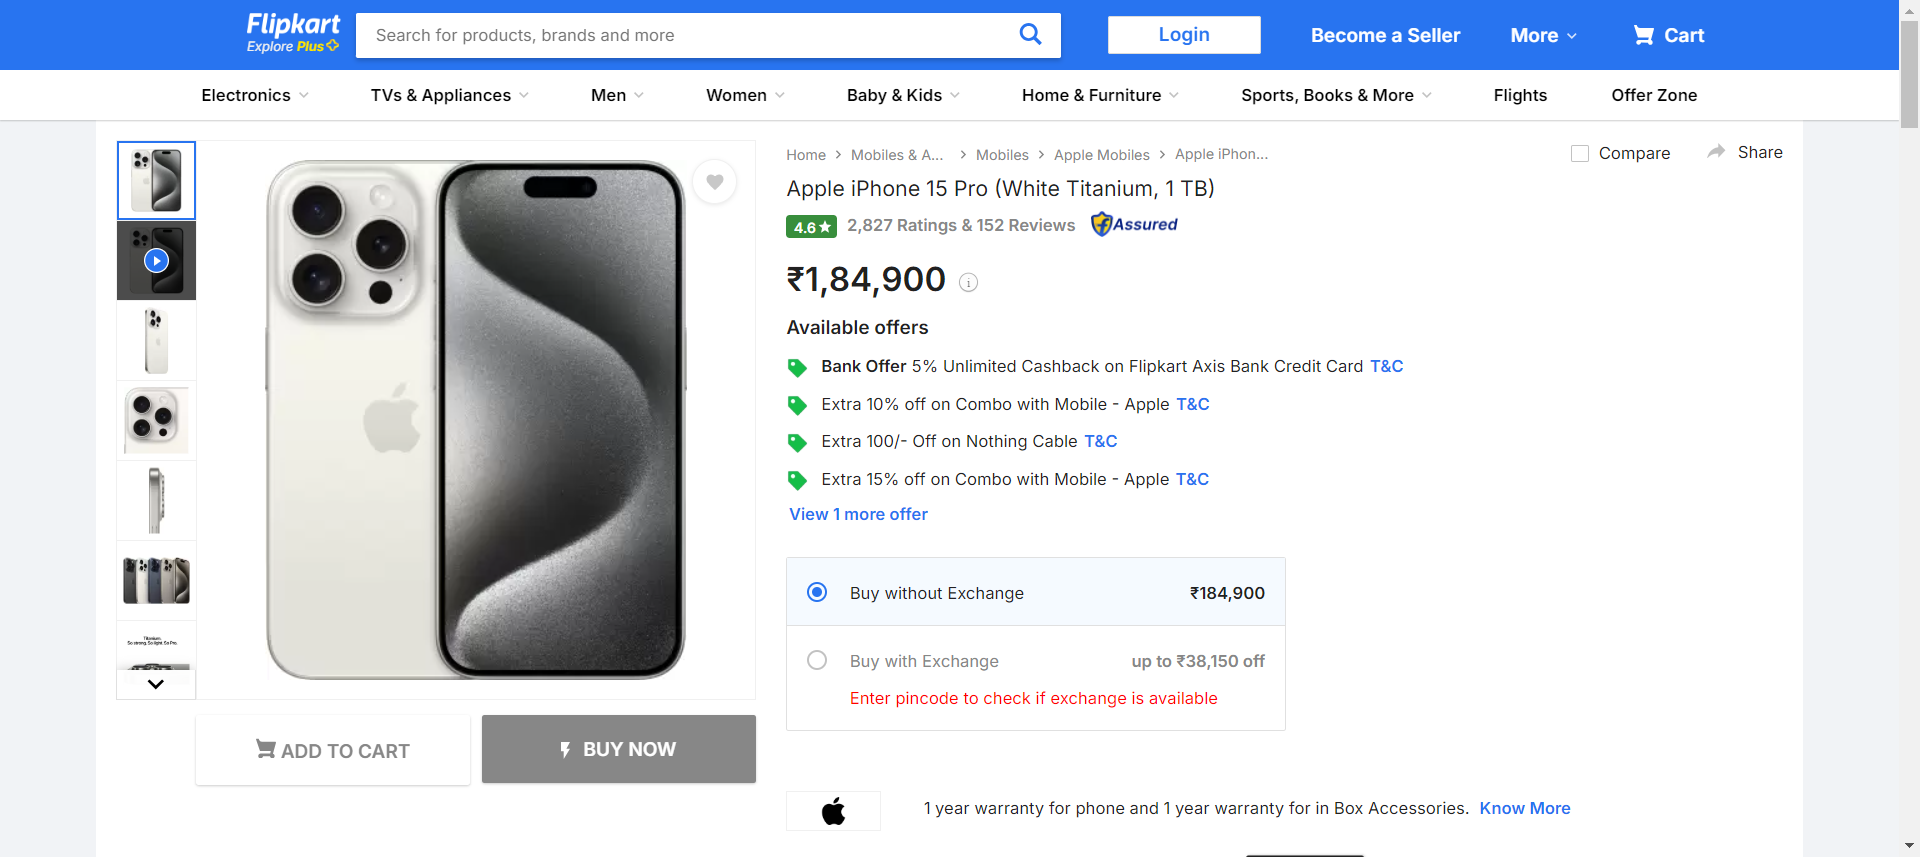 Flipkart
Explore Plus
Search for products, brands and more
Login
Become a Seller
More
Cart
Electronics
TVs & Appliances
Men
Women
Baby & Kids
Home & Furniture
Sports, Books & More
Flights
Offer Zone
Home
Mobiles & A...
Mobiles
Apple Mobiles
Apple iPhon...
Compare
Share
Apple iPhone 15 Pro (White Titanium, 1 TB)
4.6
2,827 Ratings & 152 Reviews
Assured
₹1,84,900
Available offers
Bank Offer 5% Unlimited Cashback on Flipkart Axis Bank Credit Card T&C
Extra 10% off on Combo with Mobile - Apple T&C
Extra 100/- Off on Nothing Cable T&C
Extra 15% off on Combo with Mobile - Apple T&C
View 1 more offer
Buy without Exchange
₹184,900
Buy with Exchange
up to ₹38,150 off
Enter pincode to check if exchange is available
Titanium.
So strong. So light. So Pro.
ADD TO CART
BUY NOW
1 year warranty for phone and 1 year warranty for in Box Accessories. Know More